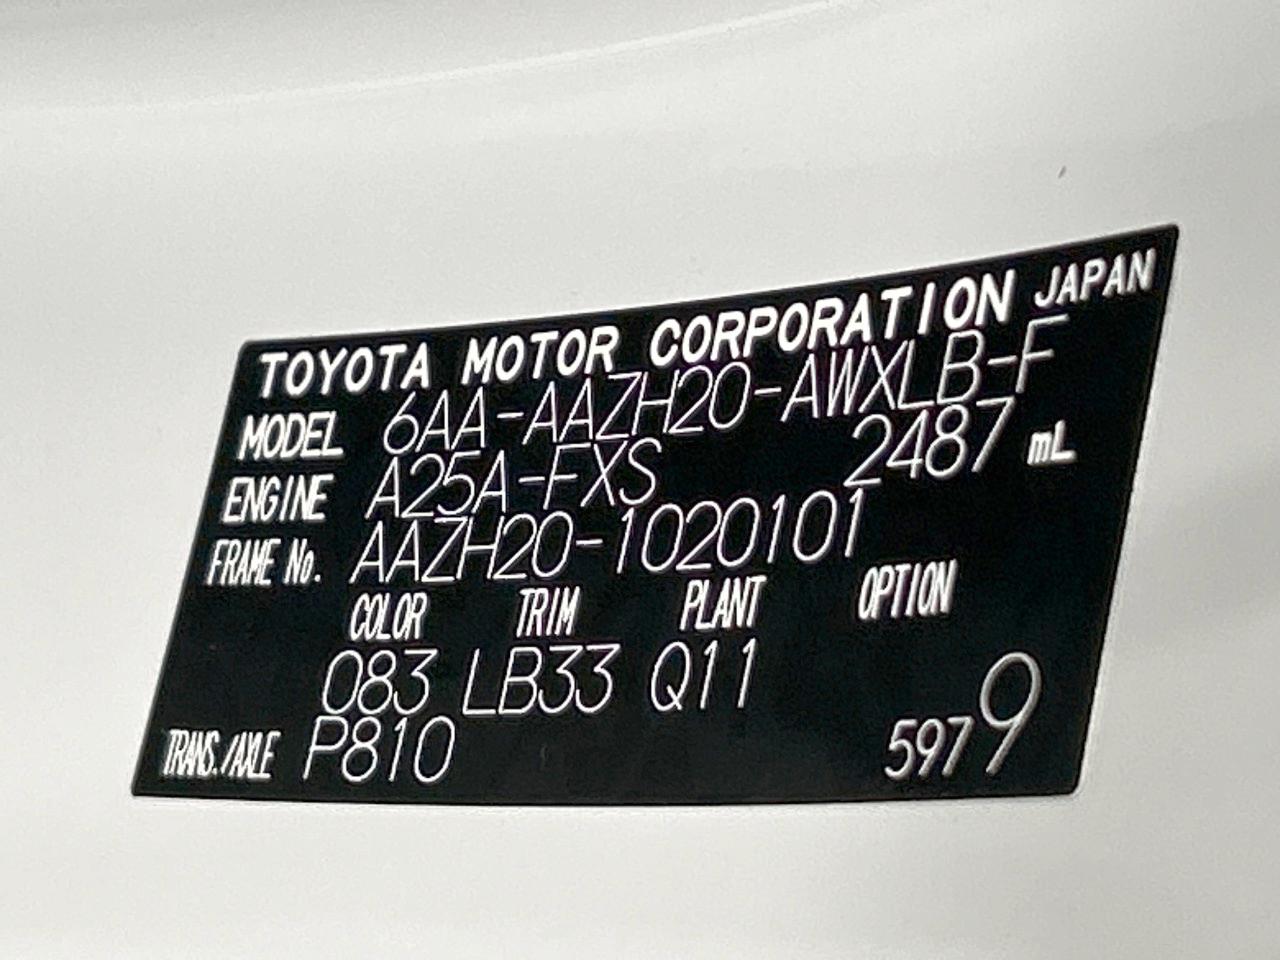 TOYOTA MOTOR CORPORATION JAPAN
MODEL 6AA-AAZH20-AWXLB-F
ENGINE A25A-FXS 2487 mL
FRAME No. AAZH20-1020101
COLOR TRIM PLANT OPTION
083 LB33 Q11
TRANS./AXLE P810 5979